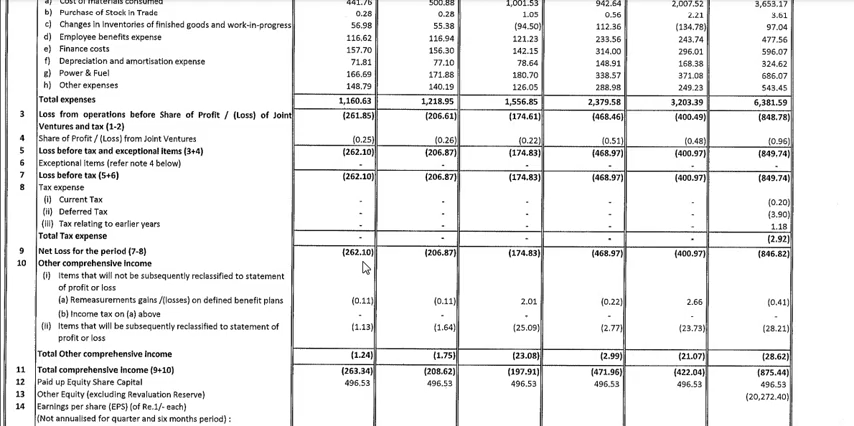 a) Cost of materials consumed 441.76 500.88 1,001.53 942.64 2,007.52 3,653.17
b) Purchase of Stock in Trade 0.28 0.28 1.05 0.56 2.21 3.61
c) Changes in inventories of finished goods and work-in-progress 56.98 55.38 (94.50) 112.36 (134.78) 97.04
d) Employee benefits expense 116.62 116.94 121.23 233.56 243.74 477.56
e) Finance costs 157.70 156.30 142.15 314.00 296.01 596.07
f) Depreciation and amortisation expense 71.81 77.10 78.64 148.91 168.38 324.62
g) Power & Fuel 166.69 171.88 180.70 338.57 371.08 686.07
h) Other expenses 148.79 140.19 126.05 288.98 249.23 543.45
Total expenses 1,160.63 1,218.95 1,556.85 2,379.58 3,203.39 6,381.59
3 Loss from operations before Share of Profit / (Loss) of Joint (261.85) (206.61) (174.61) (468.46) (400.49) (848.78)
Ventures and tax (1-2)
4 Share of Profit / (Loss) from Joint Ventures (0.25) (0.26) (0.22) (0.51) (0.48) (0.96)
5 Loss before tax and exceptional items (3+4) (262.10) (206.87) (174.83) (468.97) (400.97) (849.74)
6 Exceptional Items (refer note 4 below) - - - - - -
7 Loss before tax (5+6) (262.10) (206.87) (174.83) (468.97) (400.97) (849.74)
8 Tax expense
(i) Current Tax - - - - - (0.20)
(ii) Deferred Tax - - - - - (3.90)
(iii) Tax relating to earlier years - - - - - 1.18
Total Tax expense - - - - - (2.92)
9 Net Loss for the period (7-8) (262.10) (206.87) (174.83) (468.97) (400.97) (846.82)
10 Other comprehensive income
(i) Items that will not be subsequently reclassified to statement
of profit or loss
(a) Remeasurements gains /(losses) on defined benefit plans (0.11) (0.11) 2.01 (0.22) 2.66 (0.41)
(b) Income tax on (a) above - - - - - -
(ii) Items that will be subsequently reclassified to statement of (1.13) (1.64) (25.09) (2.77) (23.73) (28.21)
profit or loss
Total Other comprehensive income (1.24) (1.75) (23.08) (2.99) (21.07) (28.62)
11 Total comprehensive income (9+10) (263.34) (208.62) (197.91) (471.96) (422.04) (875.44)
12 Paid up Equity Share Capital 496.53 496.53 496.53 496.53 496.53 496.53
13 Other Equity (excluding Revaluation Reserve) (20,272.40)
14 Earnings per share (EPS) (of Re.1/- each)
(Not annualised for quarter and six months period) :